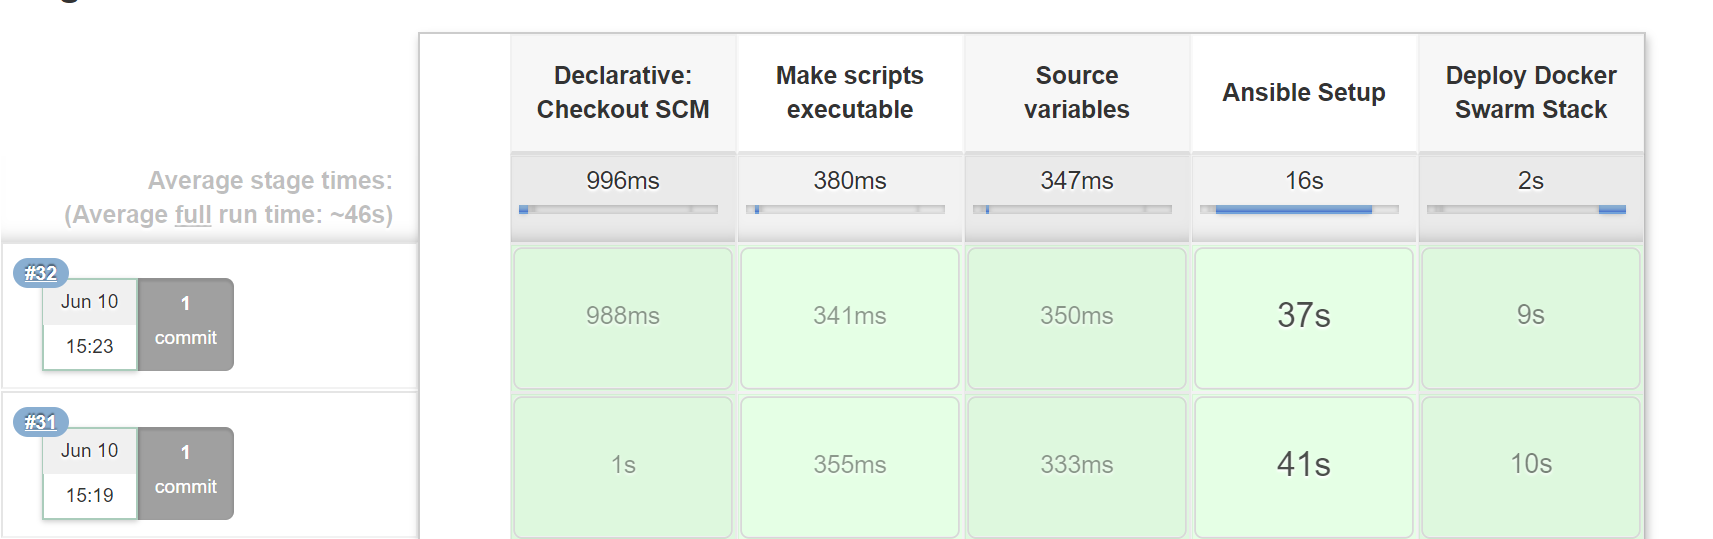 Declarative:
Checkout SCM
Make scripts
executable
Source
variables
Ansible Setup
Deploy Docker
Swarm Stack
Average stage times:
(Average full run time: ~46s)
996ms
380ms
347ms
16s
2s
#32
Jun 10
15:23
1
commit
988ms
341ms
350ms
37s
9s
#31
Jun 10
15:19
1
commit
1s
355ms
333ms
41s
10s